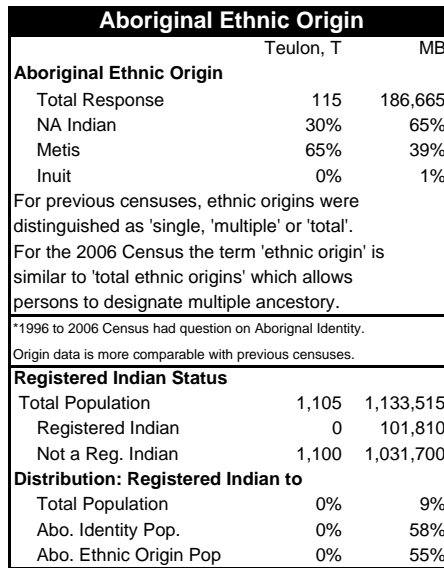 Aboriginal Ethnic Origin
Teulon, T MB
Aboriginal Ethnic Origin
Total Response 115 186,665
NA Indian 30% 65%
Metis 65% 39%
Inuit 0% 1%
For previous censuses, ethnic origins were
distinguished as 'single, 'multiple' or 'total'.
For the 2006 Census the term 'ethnic origin' is
similar to 'total ethnic origins' which allows
persons to designate multiple ancestory.
*1996 to 2006 Census had question on Aborignal Identity.
Origin data is more comparable with previous censuses.
Registered Indian Status
Total Population 1,105 1,133,515
Registered Indian 0 101,810
Not a Reg. Indian 1,100 1,031,700
Distribution: Registered Indian to
Total Population 0% 9%
Abo. Identity Pop. 0% 58%
Abo. Ethnic Origin Pop 0% 55%